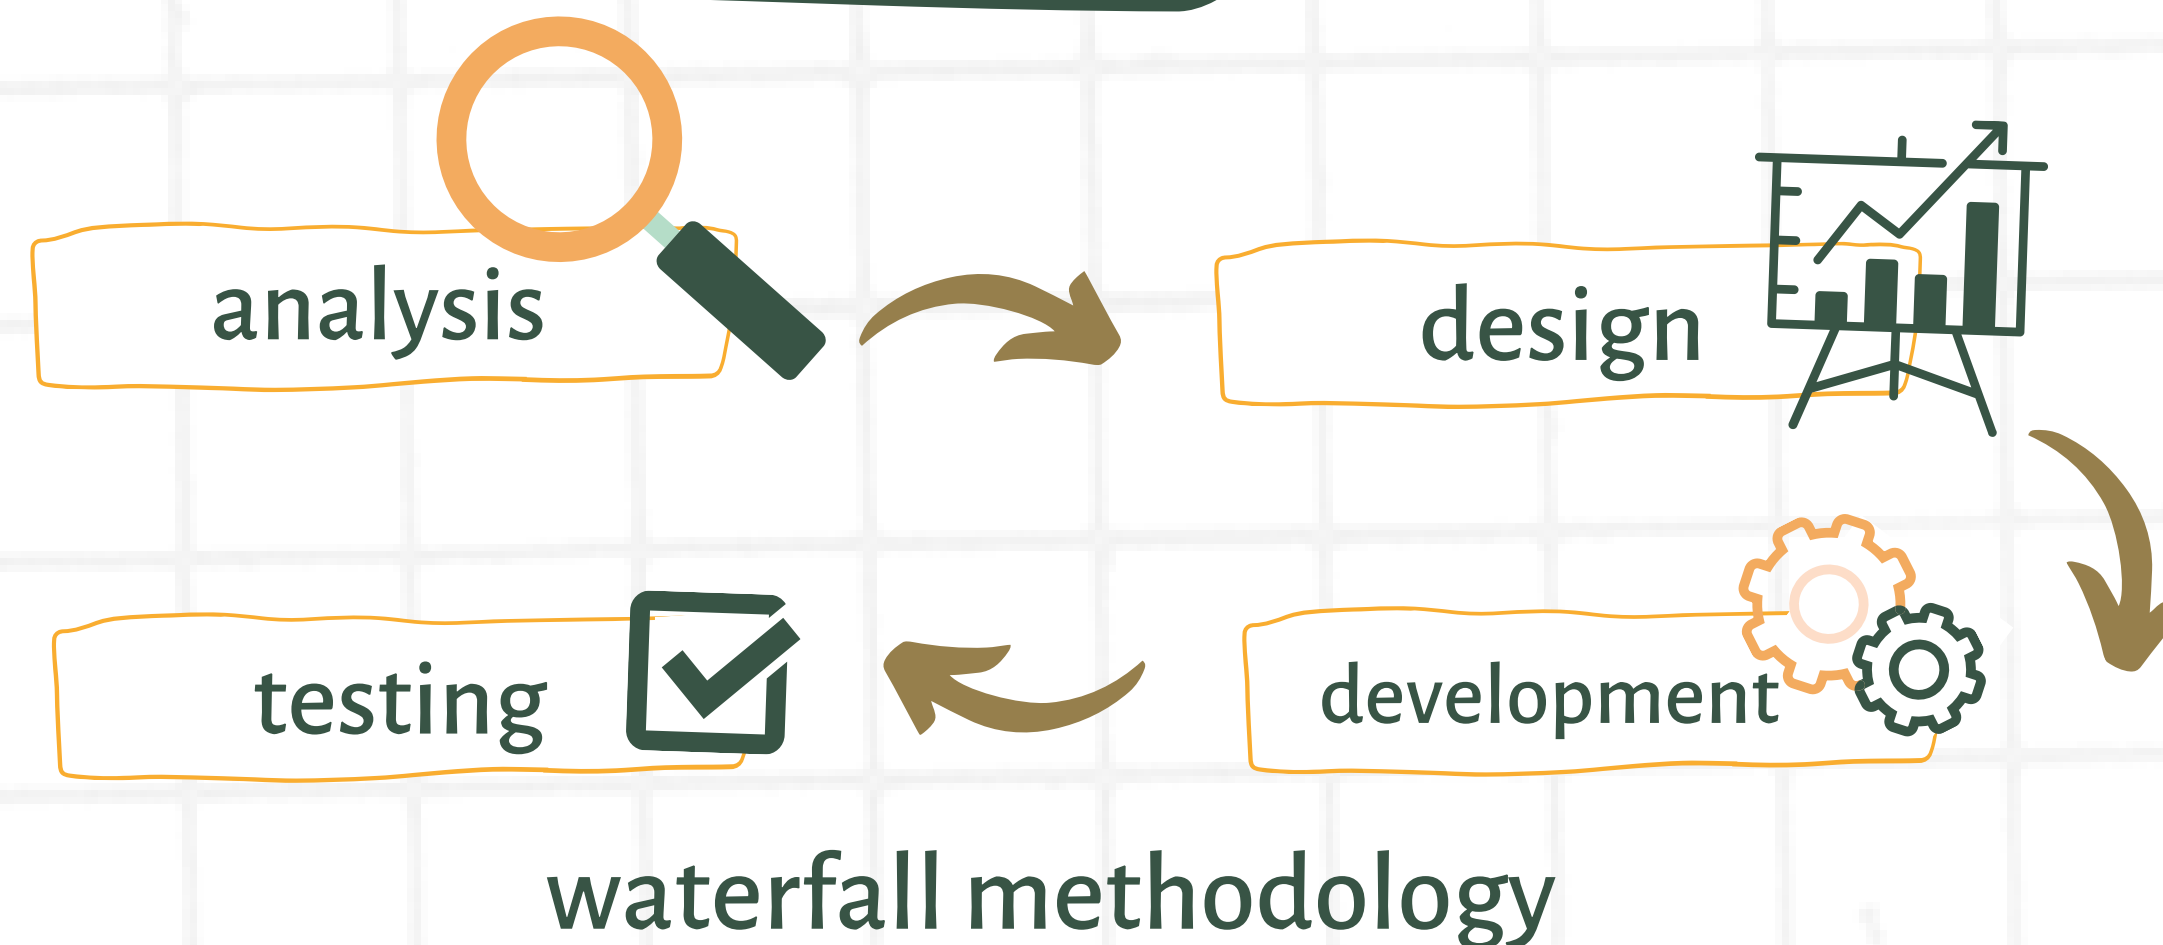 analysis
design
testing
development
waterfall methodology